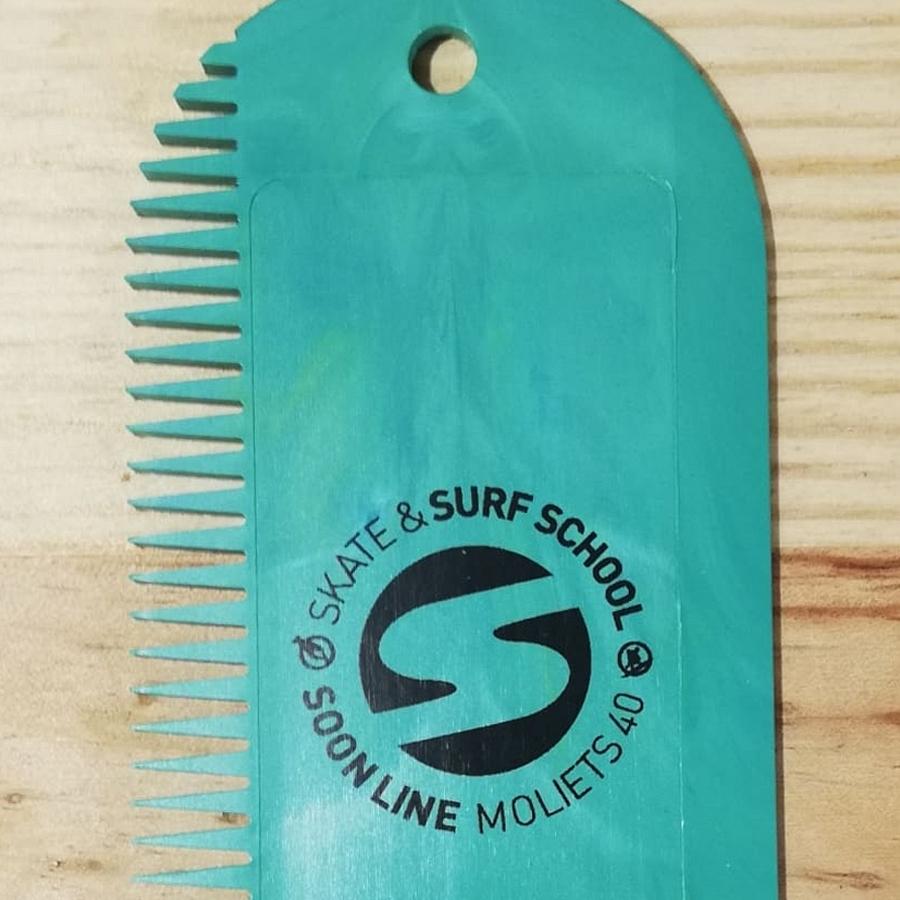 SKATE & SURF SCHOOL
SOON LINE MOLIETS 40